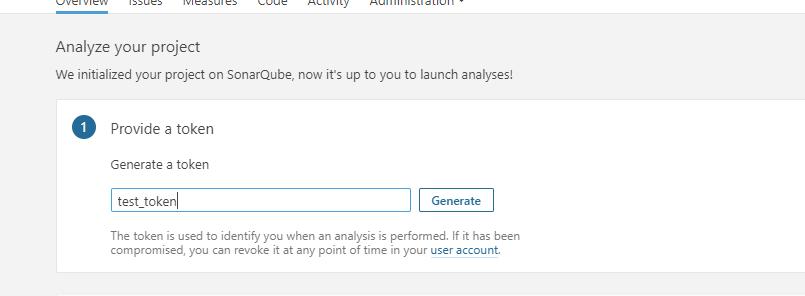 Overview Issues Measures Code Activity Administration
Analyze your project
We initialized your project on SonarQube, now it's up to you to launch analyses!
1 Provide a token
Generate a token
test_token Generate
The token is used to identify you when an analysis is performed. If it has been
compromised, you can revoke it at any point of time in your user account.